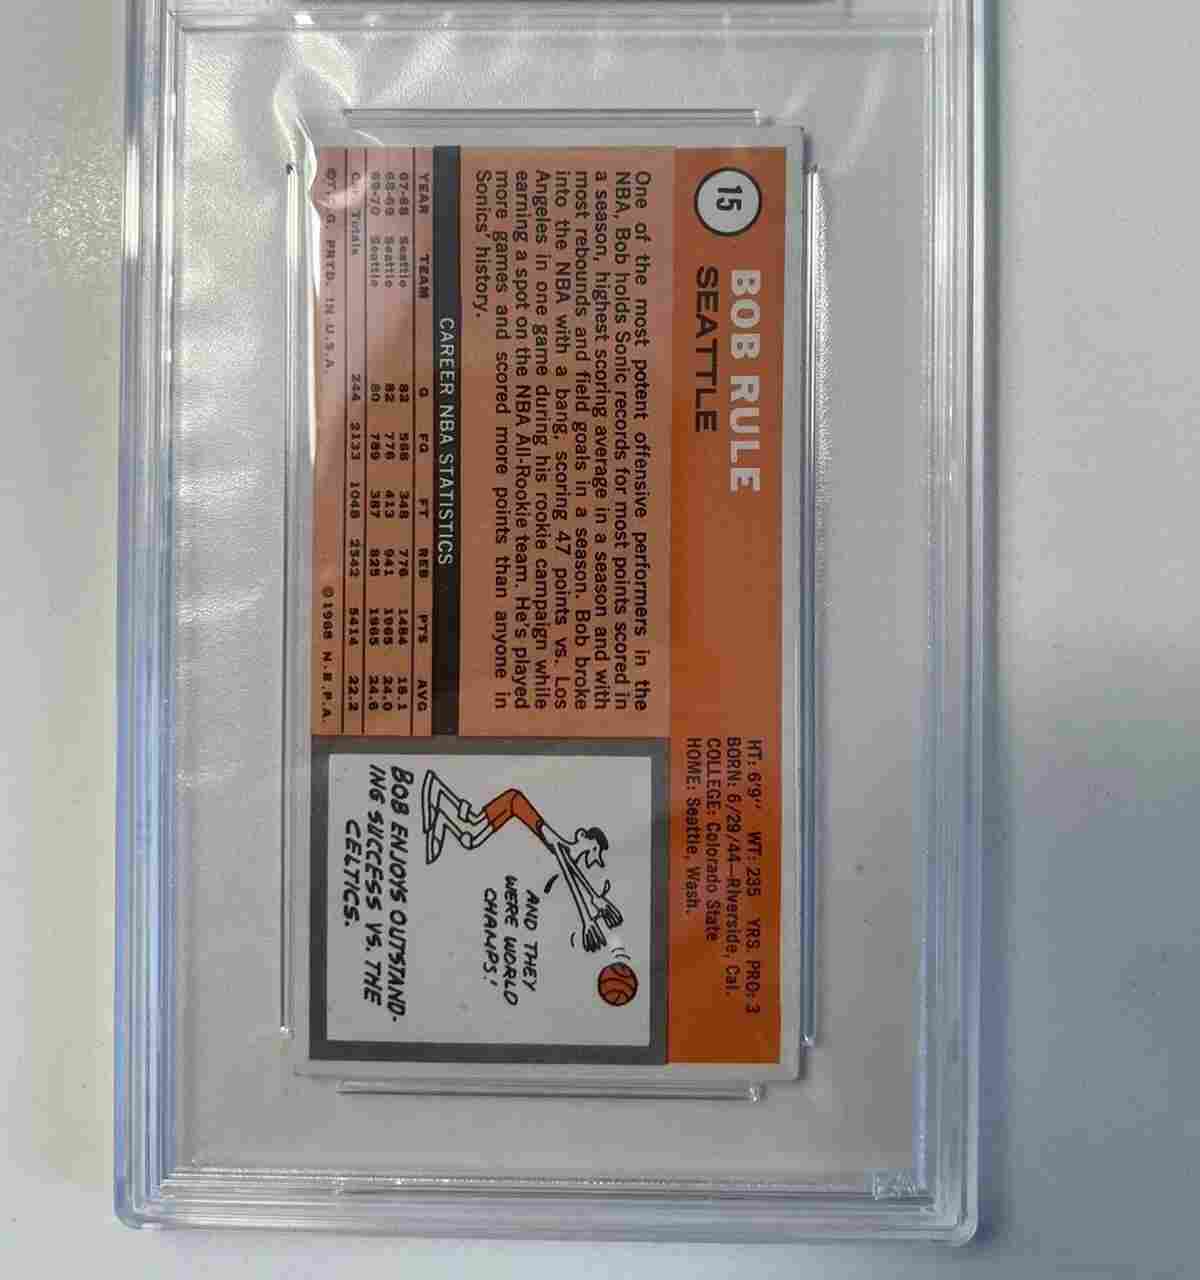 15
BOB RULE
SEATTLE
HT: 6'9'' WT: 235 YRS. PRO: 3
BORN: 6/29/44—Riverside, Cal.
COLLEGE: Colorado State
HOME: Seattle, Wash.
One of the most potent offensive performers in the
NBA, Bob holds Sonic records for most points scored in
a season, highest scoring average in a season and with
most rebounds and field goals in a season. Bob broke
into the NBA with a bang, scoring 47 points vs. Los
Angeles in one game during his rookie campaign while
earning a spot on the NBA All-Rookie team. He's played
more games and scored more points than anyone in
Sonics' history.
CAREER NBA STATISTICS
YEAR TEAM G FG FT REB PTS AVG
67-68 Seattle 82 568 348 776 1484 18.1
68-69 Seattle 82 776 413 941 1965 24.0
69-70 Seattle 80 789 387 825 1965 24.6
Totals 244 2133 1048 2542 5414 22.2
PRTD. IN U.S.A. ©1968 N.B.P.A.
AND THEY
WERE WORLD
CHAMPS!
BOB ENJOYS OUTSTAND-
ING SUCCESS VS. THE
CELTICS.